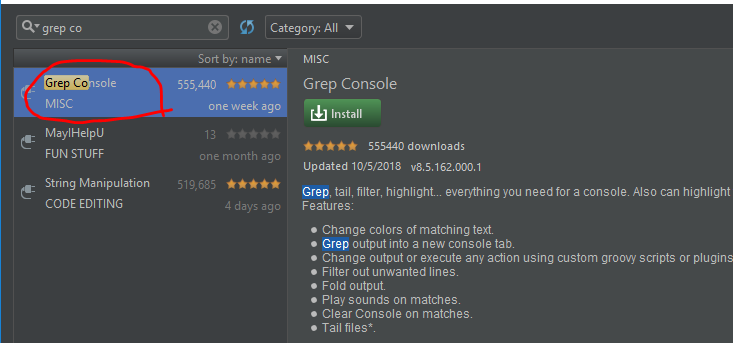 grep co
Category: All
Sort by: name
Grep Console 555,440
MISC one week ago
MayIHelpU 13
FUN STUFF one month ago
String Manipulation 519,685
CODE EDITING 4 days ago
MISC
Grep Console
Install
555440 downloads
Updated 10/5/2018 v8.5.162.000.1
Grep, tail, filter, highlight... everything you need for a console. Also can highlight
Features:
Change colors of matching text.
Grep output into a new console tab.
Change output or execute any action using custom groovy scripts or plugins
Filter out unwanted lines.
Fold output.
Play sounds on matches.
Clear Console on matches.
Tail files*.